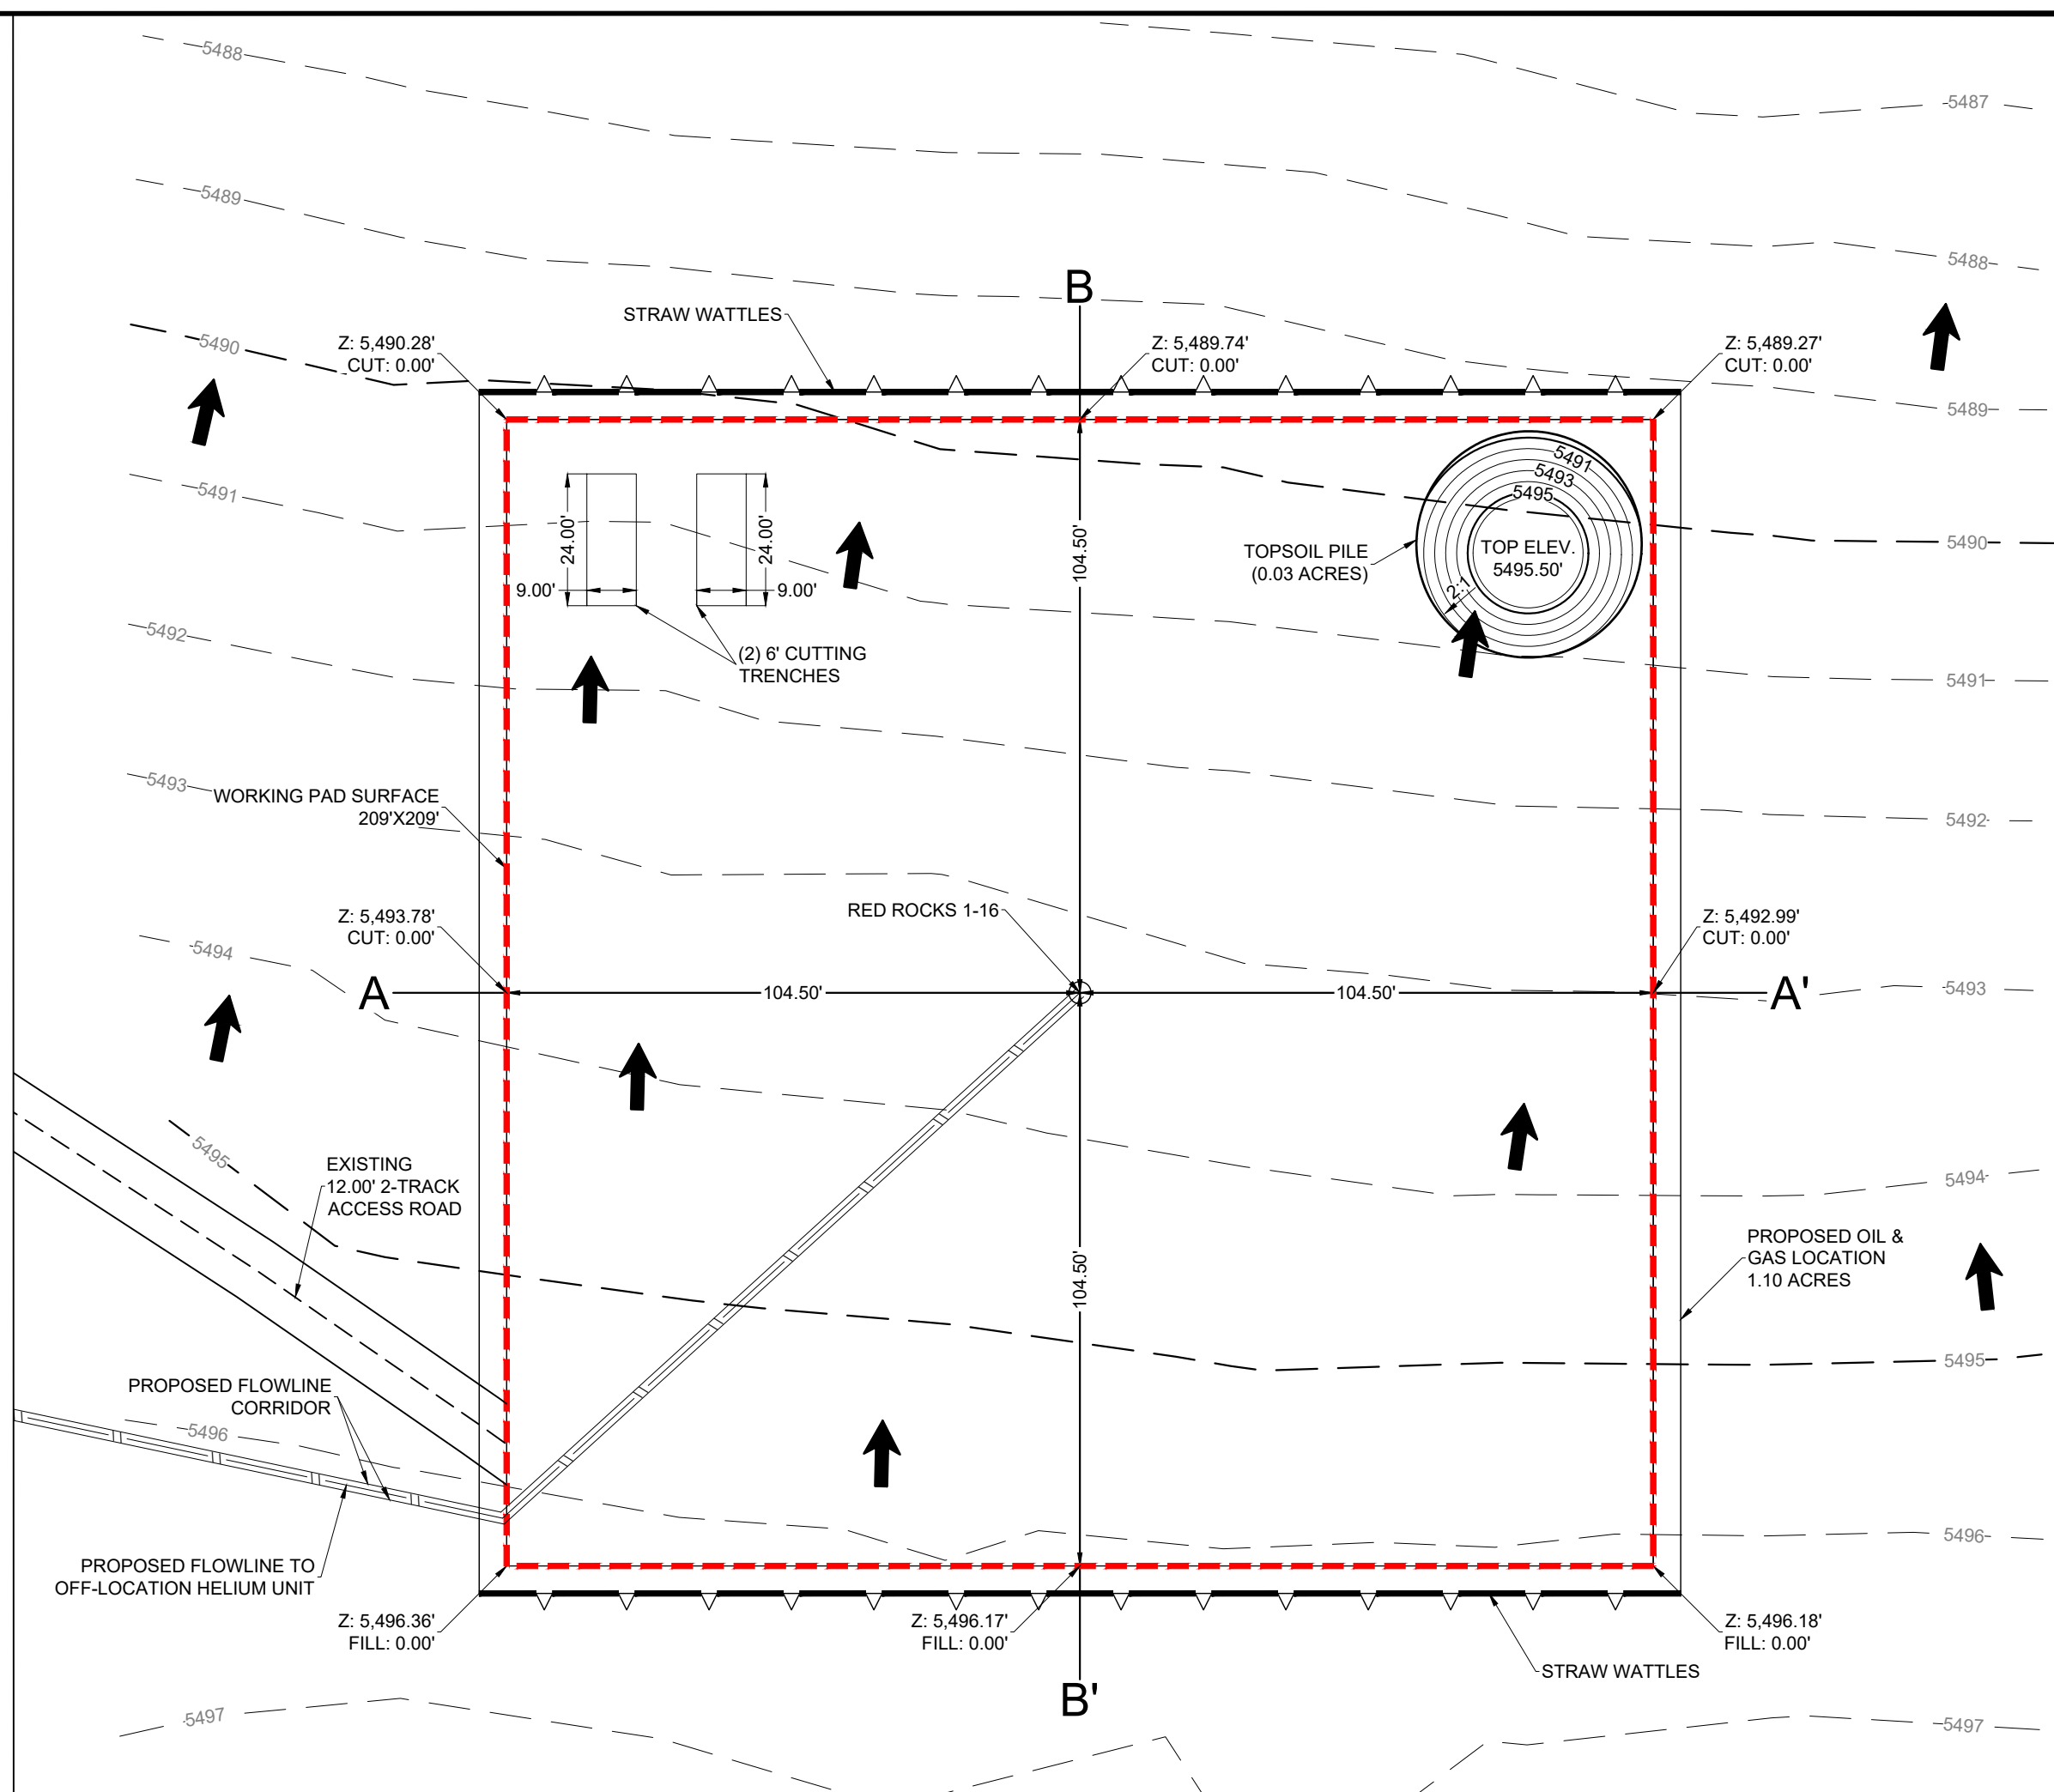 5488
5487
5489
5488
B
STRAW WATTLES
Z: 5,490.28'
CUT: 0.00'
Z: 5,489.74'
CUT: 0.00'
Z: 5,489.27'
CUT: 0.00'
5490
5489
5491
5491
5493
5495
24.00'
24.00'
104.50'
TOPSOIL PILE
(0.03 ACRES)
TOP ELEV.
5495.50'
5490
9.00'
9.00'
2:1
5492
(2) 6' CUTTING
TRENCHES
5491
5493
WORKING PAD SURFACE
209'X209'
5492
RED ROCKS 1-16
Z: 5,493.78'
CUT: 0.00'
Z: 5,492.99'
CUT: 0.00'
5494
A
104.50'
104.50'
A'
5493
5495
EXISTING
12.00' 2-TRACK
ACCESS ROAD
5494
104.50'
PROPOSED OIL &
GAS LOCATION
1.10 ACRES
5495
PROPOSED FLOWLINE
CORRIDOR
5496
5496
PROPOSED FLOWLINE TO
OFF-LOCATION HELIUM UNIT
Z: 5,496.36'
FILL: 0.00'
Z: 5,496.17'
FILL: 0.00'
Z: 5,496.18'
FILL: 0.00'
STRAW WATTLES
B'
5497
5497